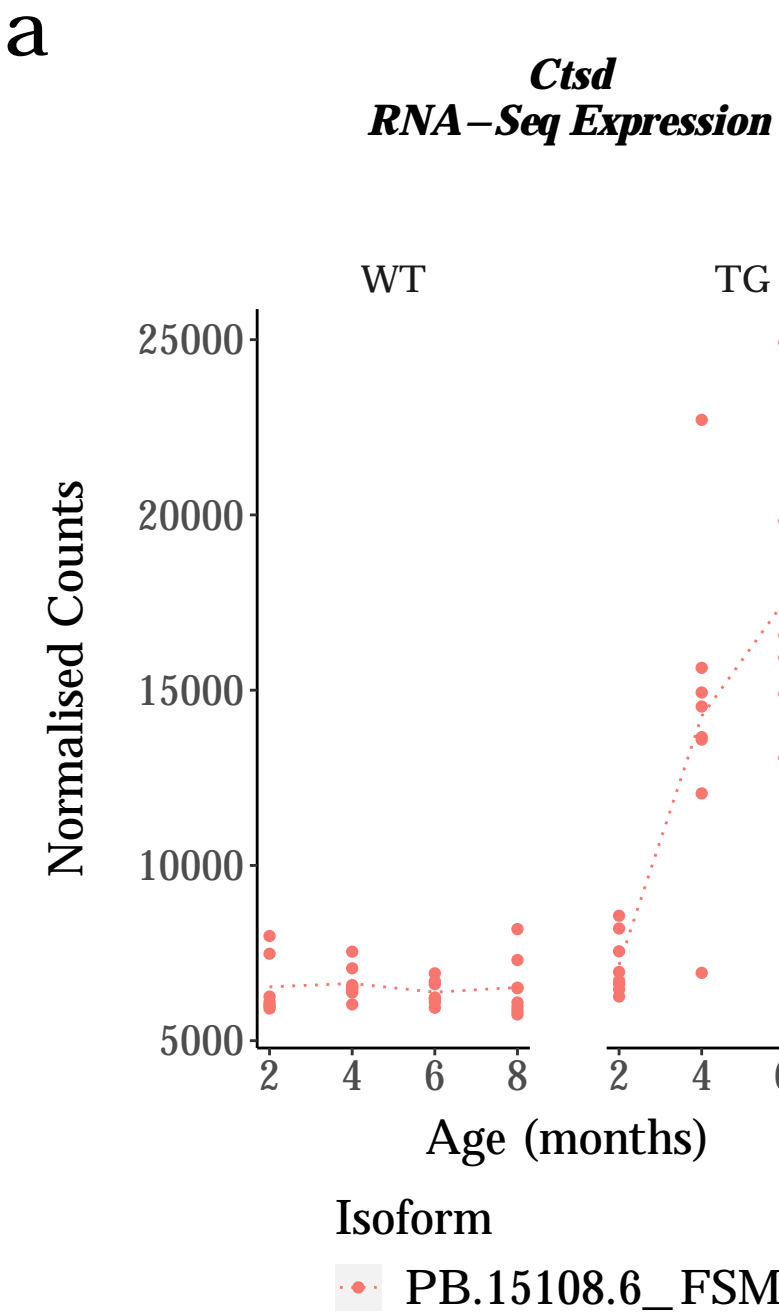 a
Ctsd
RNA–Seq Expression
WT TG
25000
20000
15000
10000
5000
Normalised Counts
2 4 6 8 2 4
Age (months)
Isoform
PB.15108.6_FSM